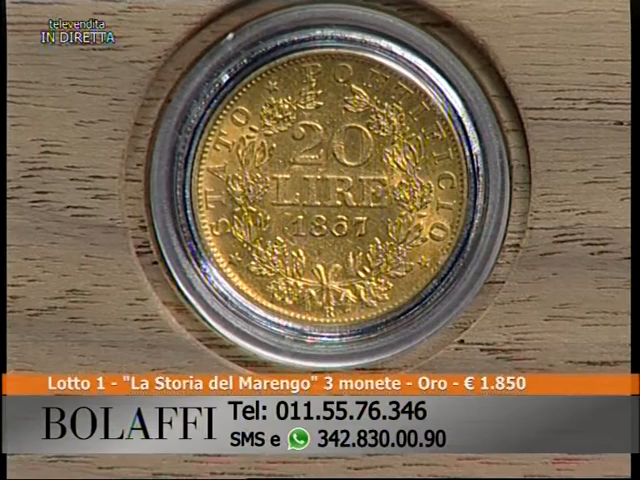 televendita
IN DIRETTA
STATO PONTIFICIO
20
LIRE
1867
R
Lotto 1 - "La Storia del Marengo" 3 monete - Oro - € 1.850
BOLAFFI
Tel: 011.55.76.346
SMS e 342.830.00.90